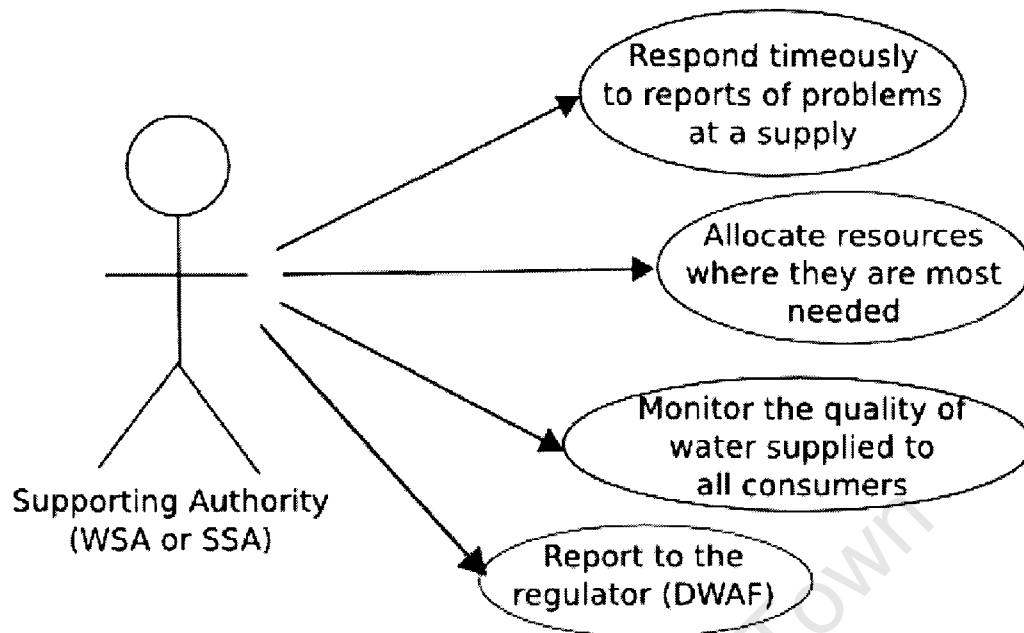 Respond timeously
to reports of problems
at a supply
Allocate resources
where they are most
needed
Monitor the quality of
water supplied to
all consumers
Supporting Authority
(WSA or SSA)
Report to the
regulator (DWAF)
Town